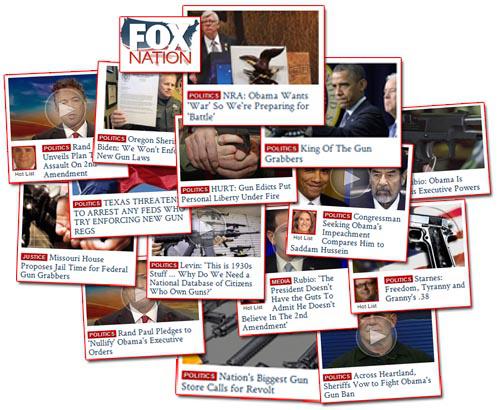 FOX
NATION
POLITICS NRA: Obama Wants
'War' So We're Preparing for
'Battle'
POLITICS King Of The Gun
Grabbers
POLITICS Rand
Unveils Plan T
Assault On 2nd
Amendment
Hot List
POLITICS Oregon Sheri
Biden: We Won't Enf
New Gun Laws
POLITICS HURT: Gun Edicts Put
Personal Liberty Under Fire
bio: Obama Is
Executive Powers
POLITICS TEXAS THREATEN
TO ARREST ANY FEDS WH
TRY ENFORCING NEW GUN
REGS
POLITICS Congressman
Seeking Obama's
Impeachment
Compares Him to
Saddam Hussein
Hot List
JUSTICE Missouri House
Proposes Jail Time for Federal
Gun Grabbers
POLITICS Levin: 'This is 1930s
Stuff ... Why Do We Need a
National Database of Citizens
Who Own Guns?'
MEDIA Rubio: 'The
President Doesn't
Have the Guts To
Admit He Doesn't
Believe In The 2nd
Amendment'
Hot List
POLITICS Starnes:
Freedom, Tyranny and
Granny's .38
Hot List
POLITICS Rand Paul Pledges to
'Nullify' Obama's Executive
Orders
POLITICS Nation's Biggest Gun
Store Calls for Revolt
POLITICS Across Heartland,
Sheriffs Vow to Fight Obama's
Gun Ban